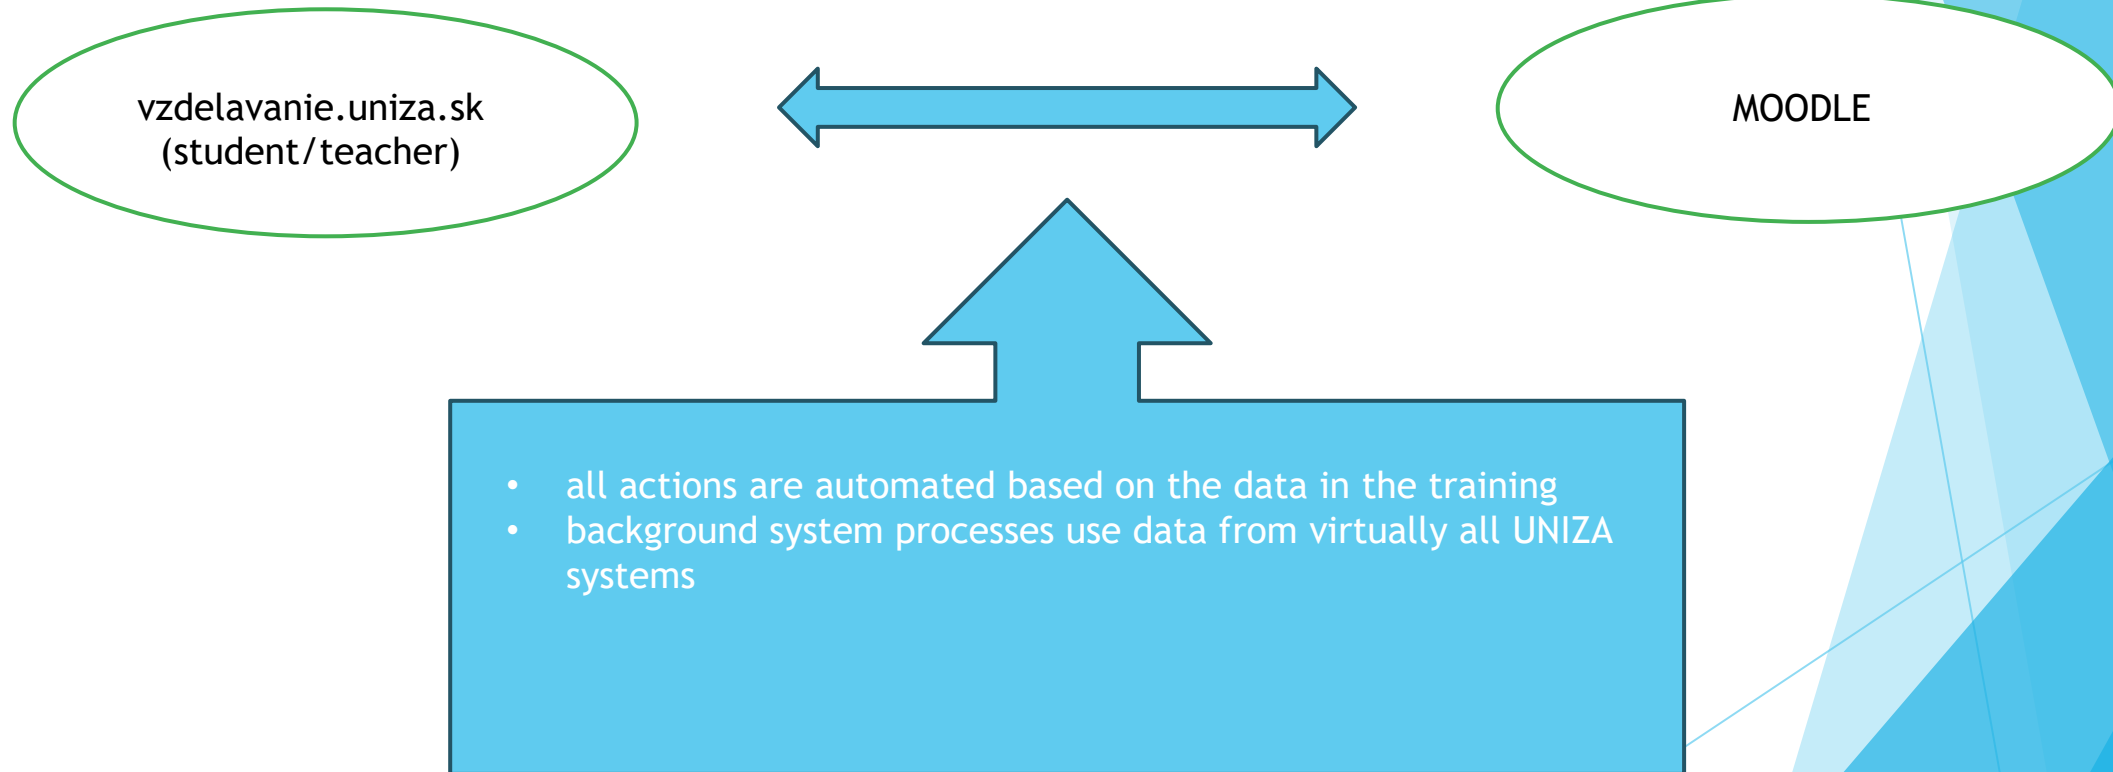 vzdelavanie.uniza.sk
(student/teacher)
MOODLE
• all actions are automated based on the data in the training
• background system processes use data from virtually all UNIZA
systems